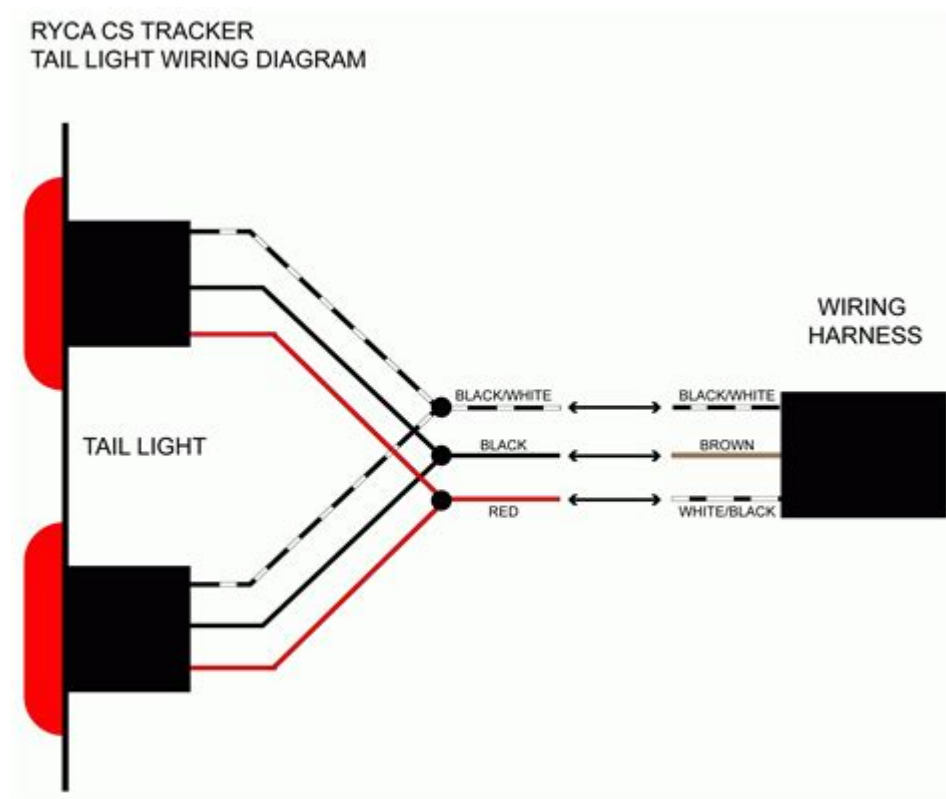 RYCA CS TRACKER
TAIL LIGHT WIRING DIAGRAM
WIRING
HARNESS
BLACK/WHITE
BLACK/WHITE
TAIL LIGHT
BLACK
BROWN
RED
WHITE/BLACK